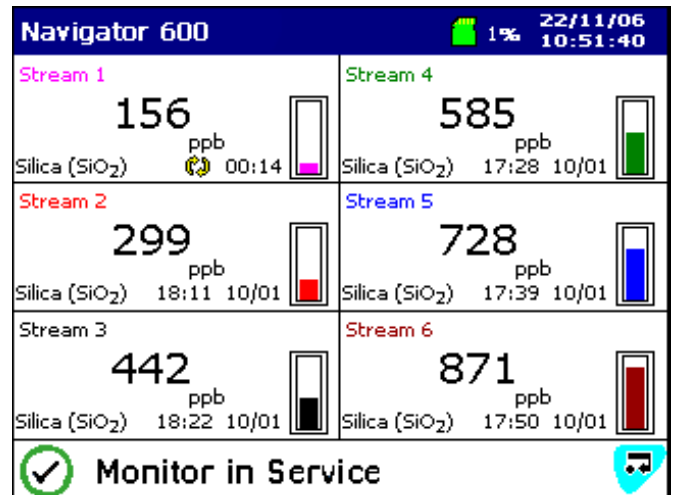 Navigator 600
1% 22/11/06
10:51:40
Stream 1
156
ppb
Silica (SiO₂) 00:14
Stream 4
585
ppb
Silica (SiO₂) 17:28 10/01
Stream 2
299
ppb
Silica (SiO₂) 18:11 10/01
Stream 5
728
ppb
Silica (SiO₂) 17:39 10/01
Stream 3
442
ppb
Silica (SiO₂) 18:22 10/01
Stream 6
871
ppb
Silica (SiO₂) 17:50 10/01
Monitor in Service